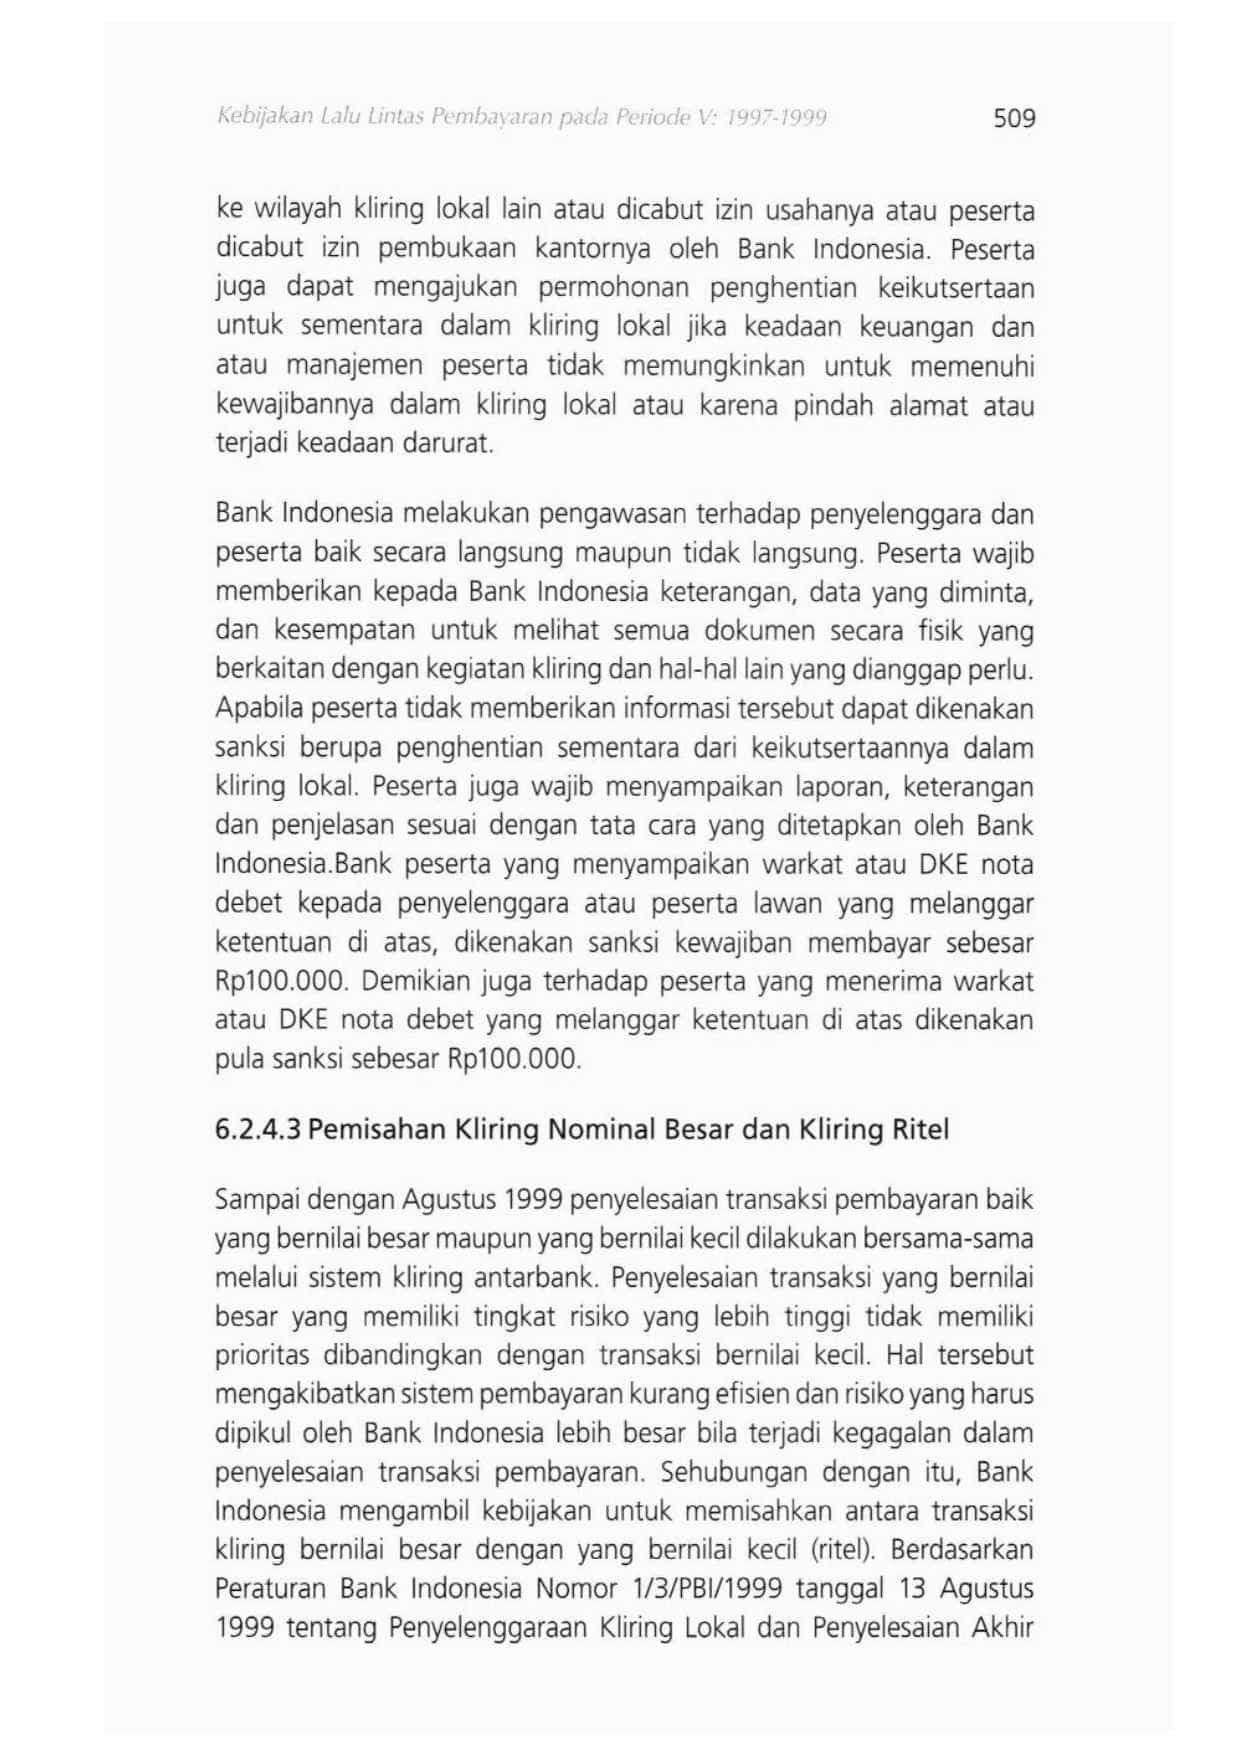 Kebijakan Lalu Lintas Pembayaran pada Periode V: 1997-1999 509
ke wilayah kliring lokal lain atau dicabut izin usahanya atau peserta
dicabut izin pembukaan kantornya oleh Bank Indonesia. Peserta
juga dapat mengajukan permohonan penghentian keikutsertaan
untuk sementara dalam kliring lokal jika keadaan keuangan dan
atau manajemen peserta tidak memungkinkan untuk memenuhi
kewajibannya dalam kliring lokal atau karena pindah alamat atau
terjadi keadaan darurat.
Bank Indonesia melakukan pengawasan terhadap penyelenggara dan
peserta baik secara langsung maupun tidak langsung. Peserta wajib
memberikan kepada Bank Indonesia keterangan, data yang diminta,
dan kesempatan untuk melihat semua dokumen secara fisik yang
berkaitan dengan kegiatan kliring dan hal-hal lain yang dianggap perlu.
Apabila peserta tidak memberikan informasi tersebut dapat dikenakan
sanksi berupa penghentian sementara dari keikutsertaannya dalam
kliring lokal. Peserta juga wajib menyampaikan laporan, keterangan
dan penjelasan sesuai dengan tata cara yang ditetapkan oleh Bank
Indonesia.Bank peserta yang menyampaikan warkat atau DKE nota
debet kepada penyelenggara atau peserta lawan yang melanggar
ketentuan di atas, dikenakan sanksi kewajiban membayar sebesar
Rp100.000. Demikian juga terhadap peserta yang menerima warkat
atau DKE nota debet yang melanggar ketentuan di atas dikenakan
pula sanksi sebesar Rp100.000.
6.2.4.3 Pemisahan Kliring Nominal Besar dan Kliring Ritel
Sampai dengan Agustus 1999 penyelesaian transaksi pembayaran baik
yang bernilai besar maupun yang bernilai kecil dilakukan bersama-sama
melalui sistem kliring antarbank. Penyelesaian transaksi yang bernilai
besar yang memiliki tingkat risiko yang lebih tinggi tidak memiliki
prioritas dibandingkan dengan transaksi bernilai kecil. Hal tersebut
mengakibatkan sistem pembayaran kurang efisien dan risiko yang harus
dipikul oleh Bank Indonesia lebih besar bila terjadi kegagalan dalam
penyelesaian transaksi pembayaran. Sehubungan dengan itu, Bank
Indonesia mengambil kebijakan untuk memisahkan antara transaksi
kliring bernilai besar dengan yang bernilai kecil (ritel). Berdasarkan
Peraturan Bank Indonesia Nomor 1/3/PBI/1999 tanggal 13 Agustus
1999 tentang Penyelenggaraan Kliring Lokal dan Penyelesaian Akhir